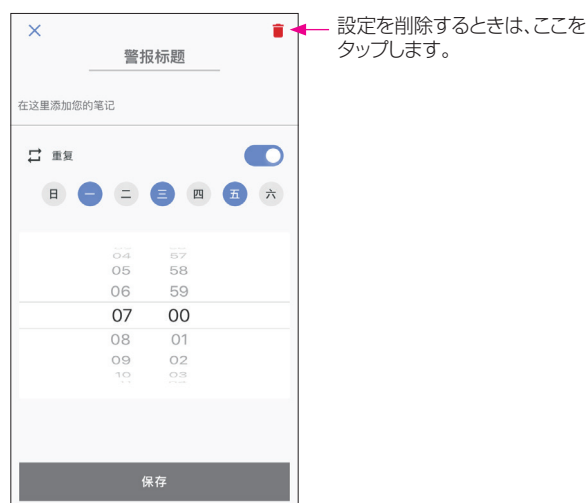 設定を削除するときは、ここを
タップします。
警报标题
在这里添加您的笔记
重复
日 一 二 三 四 五 六
04 57
05 58
06 59
07 00
08 01
09 02
10 03
保存